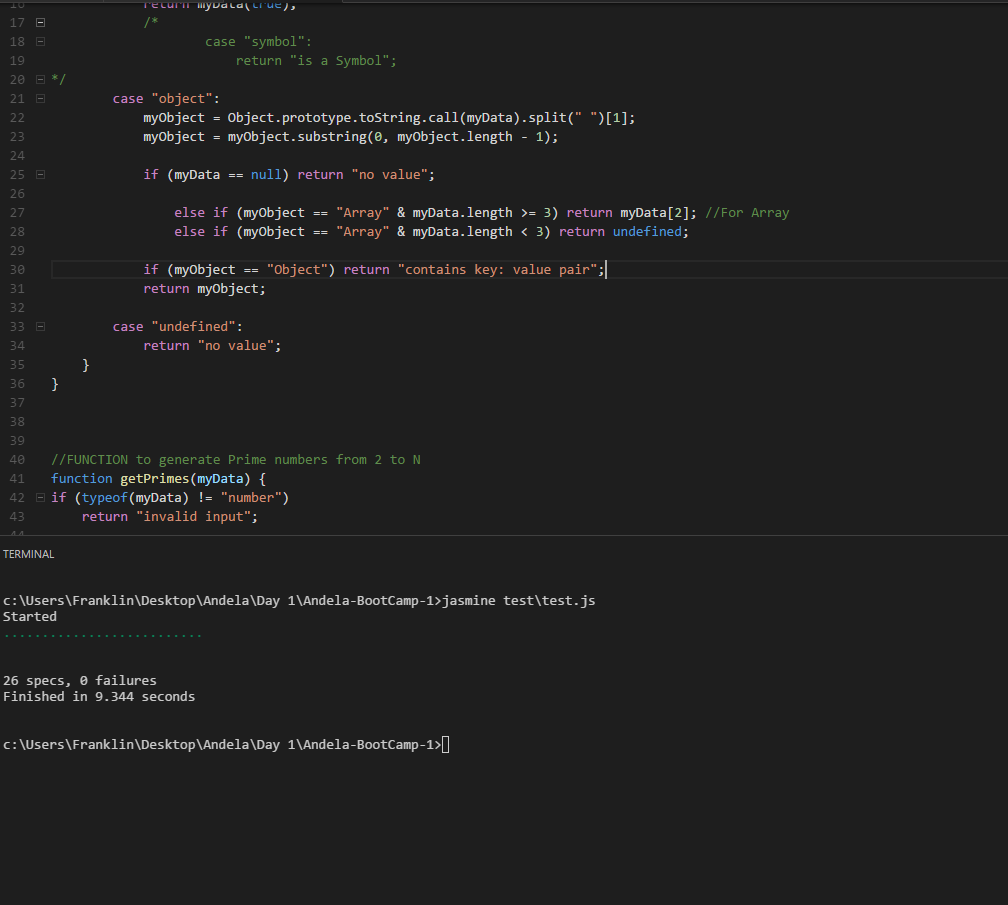 16 return myData(true);
17 /*
18 case "symbol":
19 return "is a Symbol";
20 */
21 case "object":
22 myObject = Object.prototype.toString.call(myData).split(" ")[1];
23 myObject = myObject.substring(0, myObject.length - 1);
24
25 if (myData == null) return "no value";
26
27 else if (myObject == "Array" & myData.length >= 3) return myData[2]; //For Array
28 else if (myObject == "Array" & myData.length < 3) return undefined;
29
30 if (myObject == "Object") return "contains key: value pair";
31 return myObject;
32
33 case "undefined":
34 return "no value";
35 }
36 }
37
38
39
40 //FUNCTION to generate Prime numbers from 2 to N
41 function getPrimes(myData) {
42 if (typeof(myData) != "number")
43 return "invalid input";
44
TERMINAL
c:\Users\Franklin\Desktop\Andela\Day 1\Andela-BootCamp-1>jasmine test\test.js
Started
..........................
26 specs, 0 failures
Finished in 9.344 seconds
c:\Users\Franklin\Desktop\Andela\Day 1\Andela-BootCamp-1>